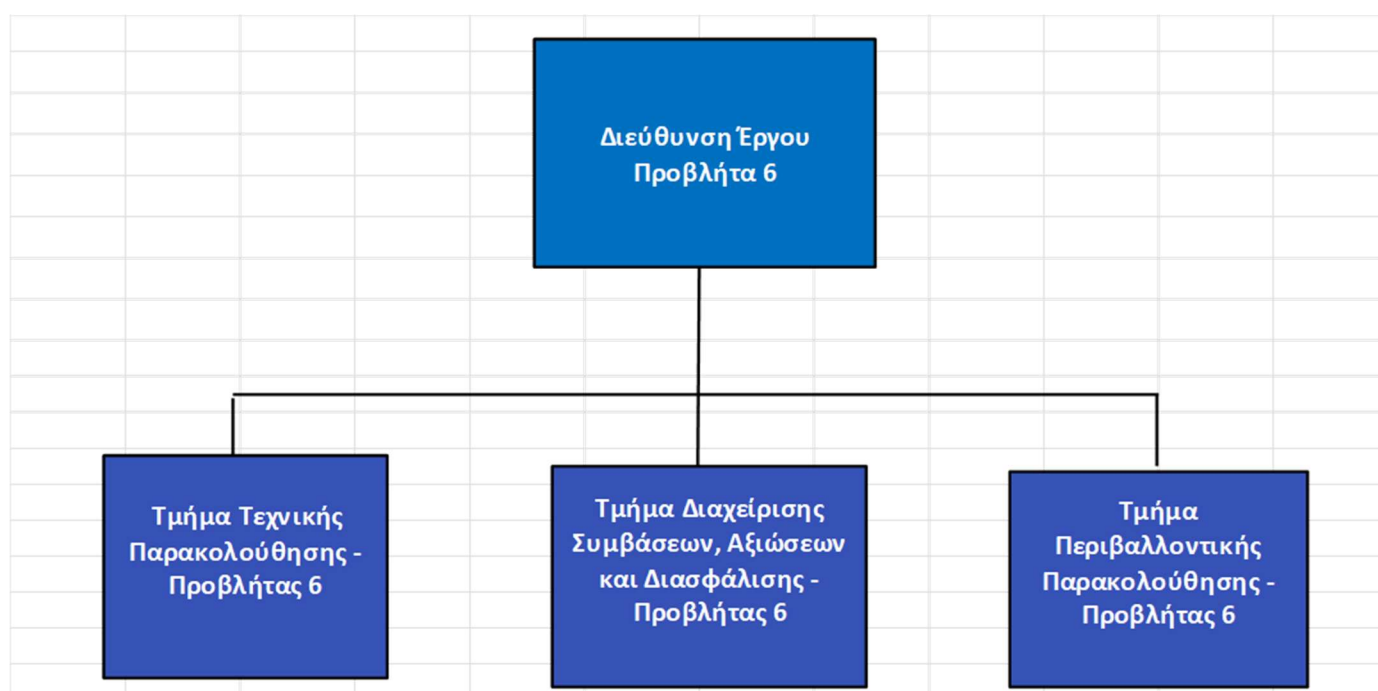 Διεύθυνση Έργου
Προβλήτα 6
Τμήμα Τεχνικής
Παρακολούθησης -
Προβλήτας 6
Τμήμα Διαχείρισης
Συμβάσεων, Αξιώσεων
και Διασφάλισης -
Προβλήτας 6
Τμήμα
Περιβαλλοντικής
Παρακολούθησης -
Προβλήτας 6